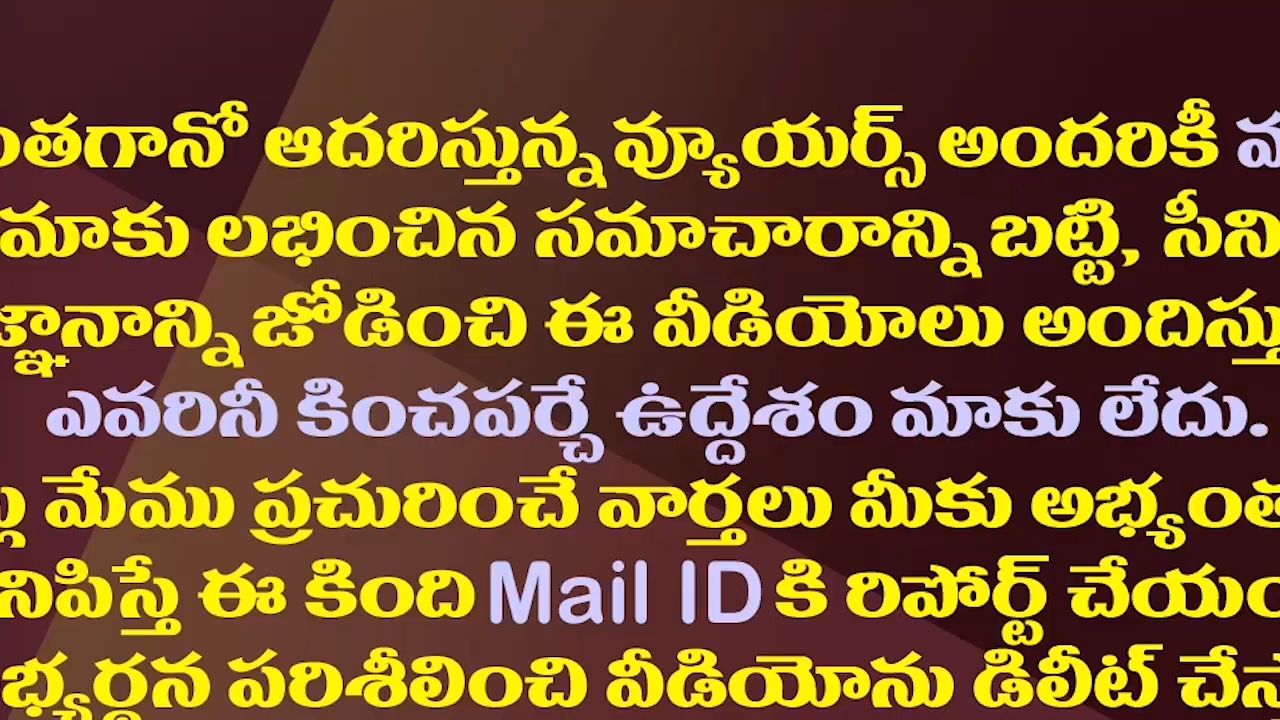 ంతగానో ఆదరిస్తున్న వ్యూయర్స్ అందరికీ
మాకు లభించిన సమాచారాన్ని బట్టి, సీని
జ్ఞానాన్ని జోడించి ఈ వీడియోలు అందిస్తు
ఎవరినీ కించపర్చే ఉద్దేశం మాకు లేదు.
మేము ప్రచురించే వార్తలు మీకు అభ్యంత
నిపిస్తే ఈ కింది Mail ID కి రిపోర్ట్ చేయం
భ్యర్థన పరిశీలించి వీడియోను డిలీట్ చేస